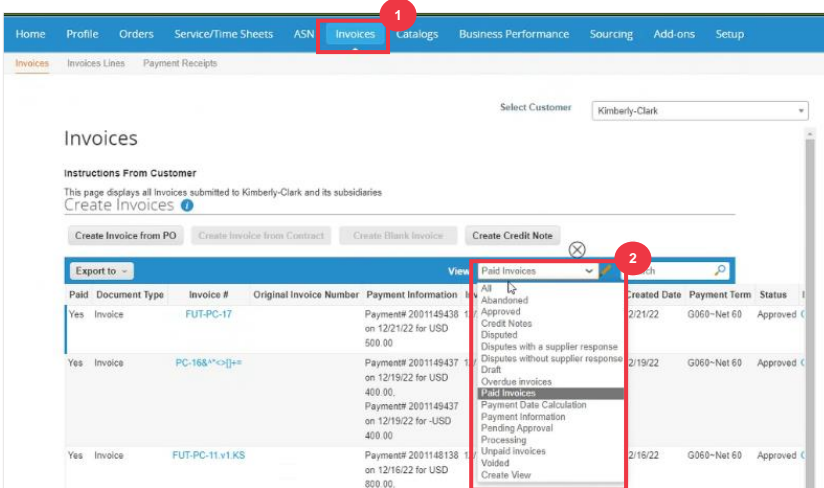 1
Home Profile Orders Service/Time Sheets ASN Invoices Catalogs Business Performance Sourcing Add-ons Setup
Invoices Invoices Lines Payment Receipts
Select Customer Kimberly-Clark
Invoices
Instructions From Customer
This page displays all Invoices submitted to Kimberly-Clark and its subsidiaries
Create Invoices
Create Invoice from PO Create Invoice from Contract Create Blank Invoice Create Credit Note
2
Export to View Paid Invoices
Paid Document Type Invoice # Original Invoice Number Payment Information Created Date Payment Term Status
All
Abandoned
Approved
Credit Notes
Disputed
Disputes with a supplier response
Disputes without supplier response
Draft
Overdue invoices
Paid Invoices
Payment Date Calculation
Payment Information
Pending Approval
Processing
Unpaid invoices
Voided
Create View
Yes Invoice FUT-PC-17 Payment# 2001149438 2/21/22 G060~Net 60 Approved
on 12/21/22 for USD
500.00
Yes Invoice PC-16&^*<>[]+= Payment# 2001149437 2/19/22 G060~Net 60 Approved
on 12/19/22 for USD
400.00,
Payment# 2001149437
on 12/19/22 for -USD
400.00
Yes Invoice FUT-PC-11.v1.KS Payment# 2001148138 2/16/22 G060~Net 60 Approved
on 12/16/22 for USD
800.00,